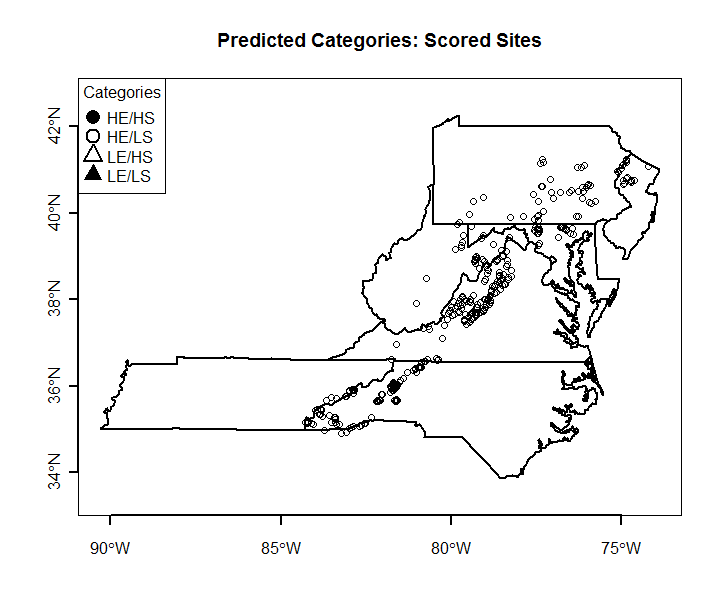 Predicted Categories: Scored Sites
Categories
HE/HS
HE/LS
LE/HS
LE/LS
42°N
40°N
38°N
36°N
34°N
90°W
85°W
80°W
75°W